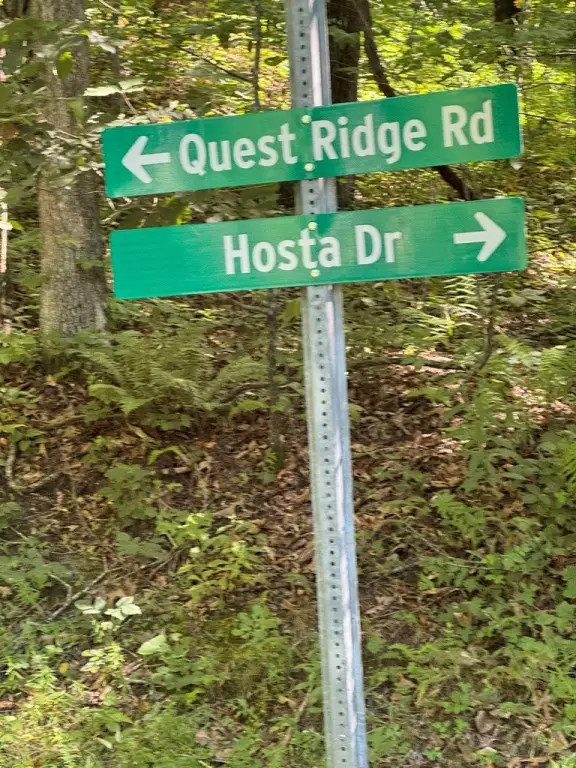 ← Quest Ridge Rd
Hosta Dr →